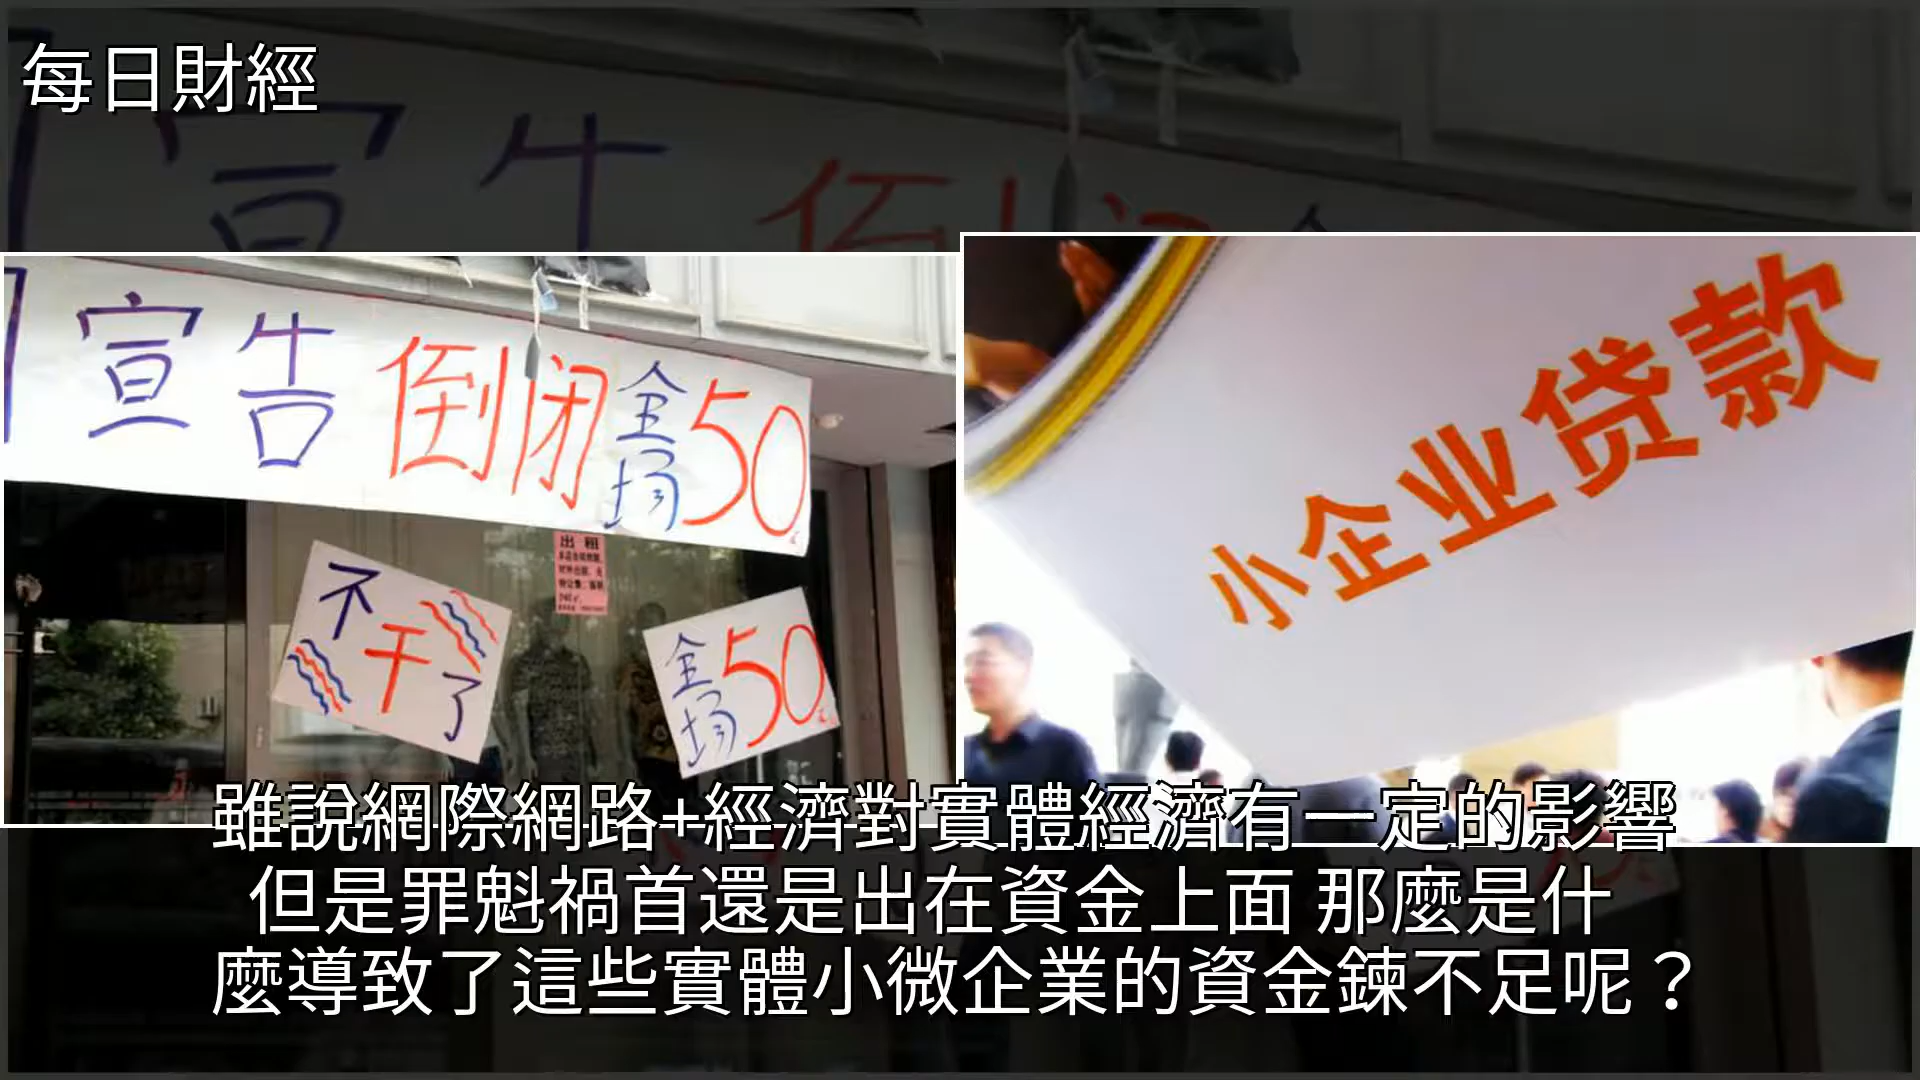 每日財經
宣告倒闭全场50
出租
不干了
全场50
小企业贷款
雖說網際網路+經濟對實體經濟有一定的影響
但是罪魁禍首還是出在資金上面 那麼是什
麼導致了這些實體小微企業的資金鍊不足呢？